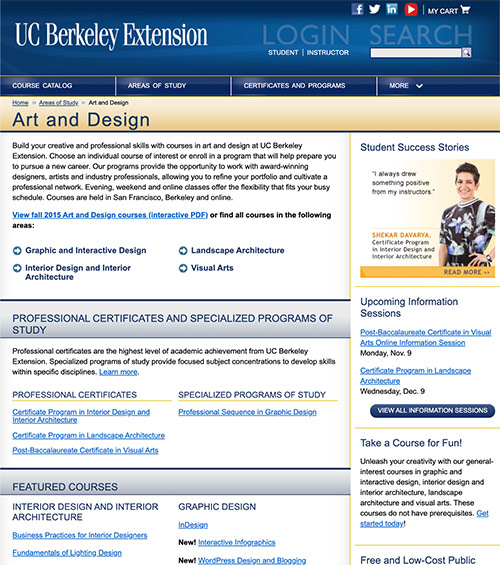 MY CART
UC Berkeley Extension
LOGIN
SEARCH
STUDENT | INSTRUCTOR
COURSE CATALOG
AREAS OF STUDY
CERTIFICATES AND PROGRAMS
MORE
Home » Areas of Study » Art and Design
Art and Design
Build your creative and professional skills with courses in art and design at UC Berkeley
Extension. Choose an individual course of interest or enroll in a program that will help prepare you
to pursue a new career. Our programs provide the opportunity to work with award-winning
designers, artists and industry professionals, allowing you to refine your portfolio and cultivate a
professional network. Evening, weekend and online classes offer the flexibility that fits your busy
schedule. Courses are held in San Francisco, Berkeley and online.
View fall 2015 Art and Design courses (interactive PDF) or find all courses in the following
areas:
Graphic and Interactive Design
Landscape Architecture
Interior Design and Interior
Architecture
Visual Arts
PROFESSIONAL CERTIFICATES AND SPECIALIZED PROGRAMS OF
STUDY
Professional certificates are the highest level of academic achievement from UC Berkeley
Extension. Specialized programs of study provide focused subject concentrations to develop skills
within specific disciplines. Learn more.
PROFESSIONAL CERTIFICATES
Certificate Program in Interior Design and
Interior Architecture
Certificate Program in Landscape Architecture
Post-Baccalaureate Certificate in Visual Arts
SPECIALIZED PROGRAMS OF STUDY
Professional Sequence in Graphic Design
FEATURED COURSES
INTERIOR DESIGN AND INTERIOR
ARCHITECTURE
Business Practices for Interior Designers
Fundamentals of Lighting Design
GRAPHIC DESIGN
InDesign
New! Interactive Infographics
New! WordPress Design and Blogging
Student Success Stories
"I always drew
something positive
from my instructors."
SHEKAR DAVARYA,
Certificate Program
in Interior Design and
Interior Architecture
READ MORE >>
Upcoming Information
Sessions
Post-Baccalaureate Certificate in Visual
Arts Online Information Session
Monday, Nov. 9
Certificate Program in Landscape
Architecture
Wednesday, Dec. 9
VIEW ALL INFORMATION SESSIONS
Take a Course for Fun!
Unleash your creativity with our general-
interest courses in graphic and
interactive design, interior design and
interior architecture, landscape
architecture and visual arts. These
courses do not have prerequisites. Get
started today!
Free and Low-Cost Public